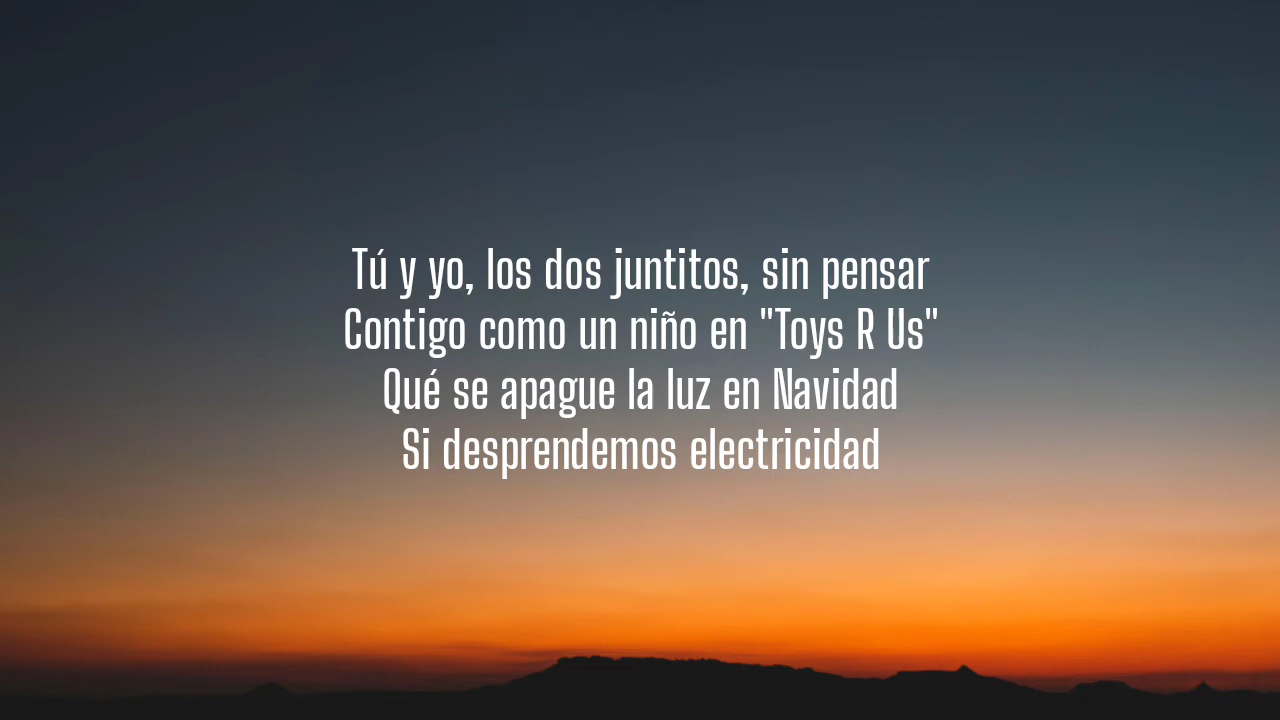 Tú y yo, los dos juntitos, sin pensar
Contigo como un niño en "Toys R Us"
Qué se apague la luz en Navidad
Si desprendemos electricidad